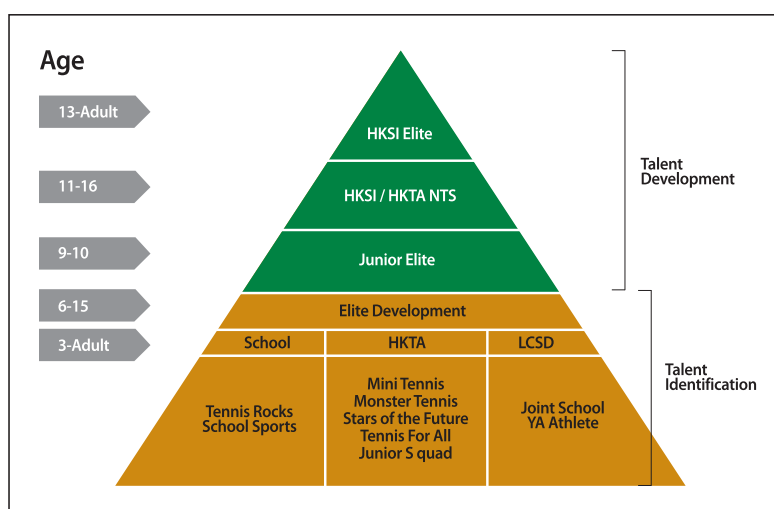 Age
13-Adult
HKSI Elite
11-16
HKSI / HKTA NTS
Talent
Development
9-10
Junior Elite
6-15
Elite Development
3-Adult
School
HKTA
LCSD
Tennis Rocks
School Sports
Mini Tennis
Monster Tennis
Stars of the Future
Tennis For All
Junior S quad
Joint School
YA Athlete
Talent
Identification